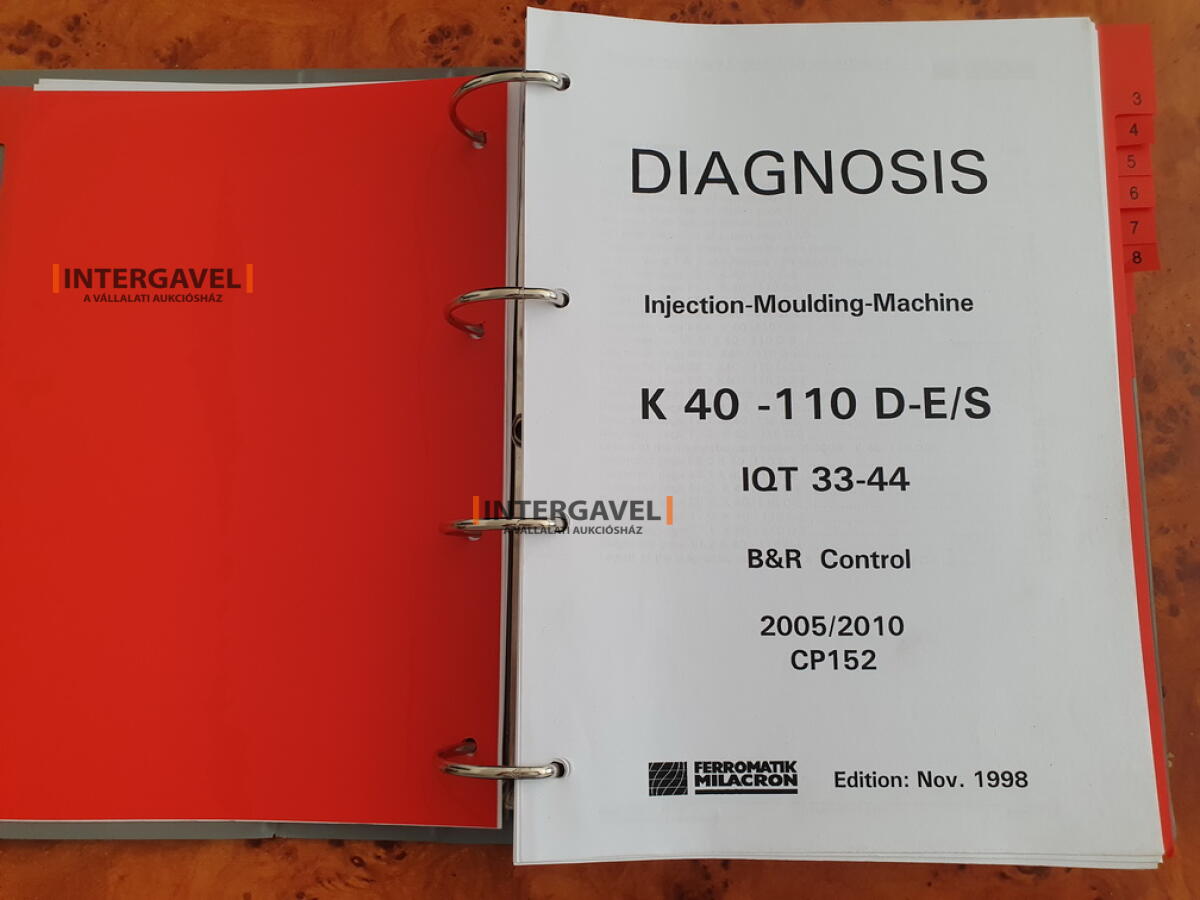 INTERGAVEL
A VÁLLALATI AUKCIÓSHÁZ
DIAGNOSIS
Injection-Moulding-Machine
K 40 -110 D-E/S
IQT 33-44
INTERGAVEL
A VÁLLALATI AUKCIÓSHÁZ
B&R Control
2005/2010
CP152
FERROMATIK
MILACRON
Edition: Nov. 1998
3
4
5
6
7
8